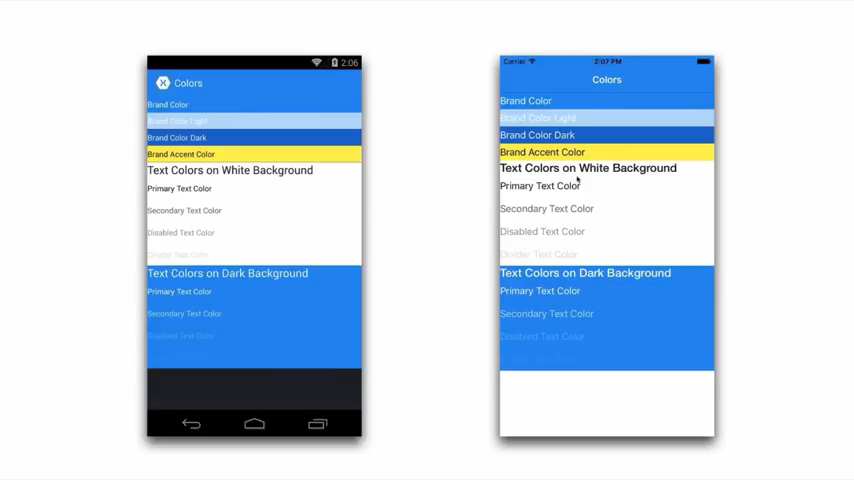 2:06
Colors
Brand Color
Brand Color Light
Brand Color Dark
Brand Accent Color
Text Colors on White Background
Primary Text Color
Secondary Text Color
Disabled Text Color
Divider Text Color
Text Colors on Dark Background
Primary Text Color
Secondary Text Color
Disabled Text Color
Carrier 2:07 PM
Colors
Brand Color
Brand Color Light
Brand Color Dark
Brand Accent Color
Text Colors on White Background
Primary Text Color
Secondary Text Color
Disabled Text Color
Divider Text Color
Text Colors on Dark Background
Primary Text Color
Secondary Text Color
Disabled Text Color